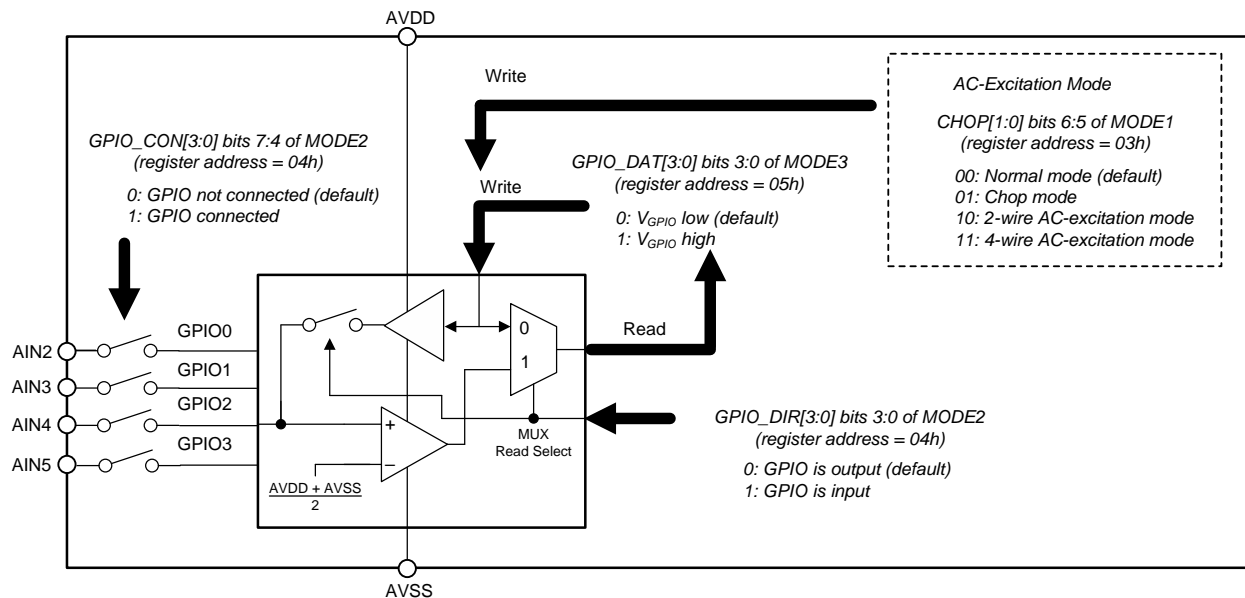 AVDD
Write
AC-Excitation Mode
CHOP[1:0] bits 6:5 of MODE1
(register address = 03h)
00: Normal mode (default)
01: Chop mode
10: 2-wire AC-excitation mode
11: 4-wire AC-excitation mode
GPIO_CON[3:0] bits 7:4 of MODE2
(register address = 04h)
0: GPIO not connected (default)
1: GPIO connected
GPIO_DAT[3:0] bits 3:0 of MODE3
(register address = 05h)
Write
0: VGPIO low (default)
1: VGPIO high
GPIO0
AIN2
GPIO1
AIN3
GPIO2
AIN4
GPIO3
AIN5
0
1
Read
+
−
MUX
Read Select
AVDD + AVSS
2
GPIO_DIR[3:0] bits 3:0 of MODE2
(register address = 04h)
0: GPIO is output (default)
1: GPIO is input
AVSS